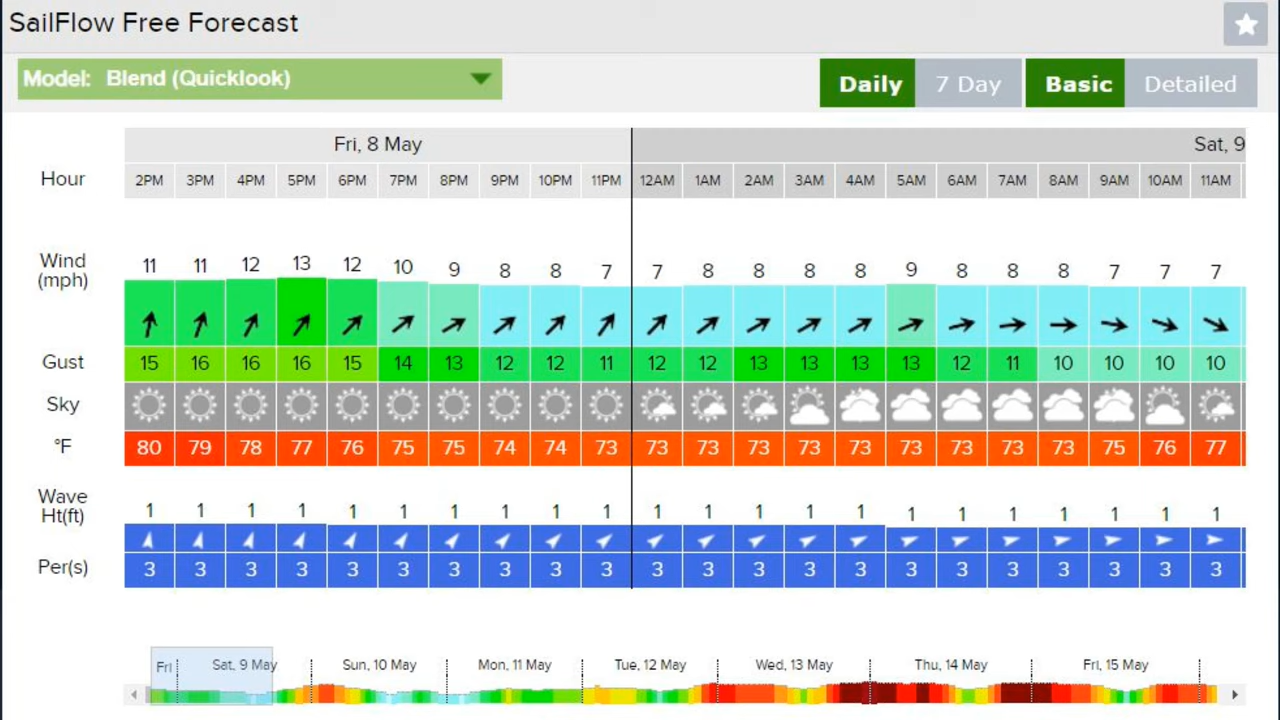 SailFlow Free Forecast
Model: Blend (Quicklook)
Daily 7 Day Basic Detailed
Fri, 8 May Sat, 9
Hour 2PM 3PM 4PM 5PM 6PM 7PM 8PM 9PM 10PM 11PM 12AM 1AM 2AM 3AM 4AM 5AM 6AM 7AM 8AM 9AM 10AM 11AM
Wind
(mph)
11 11 12 13 12 10 9 8 8 7 7 8 8 8 8 9 8 8 8 7 7 7
Gust 15 16 16 16 15 14 13 12 12 11 12 12 13 13 13 13 12 11 10 10 10 10
Sky
°F 80 79 78 77 76 75 75 74 74 73 73 73 73 73 73 73 73 73 73 75 76 77
Wave
Ht(ft)
1 1 1 1 1 1 1 1 1 1 1 1 1 1 1 1 1 1 1 1 1 1
Per(s) 3 3 3 3 3 3 3 3 3 3 3 3 3 3 3 3 3 3 3 3 3 3
Fri Sat, 9 May Sun, 10 May Mon, 11 May Tue, 12 May Wed, 13 May Thu, 14 May Fri, 15 May